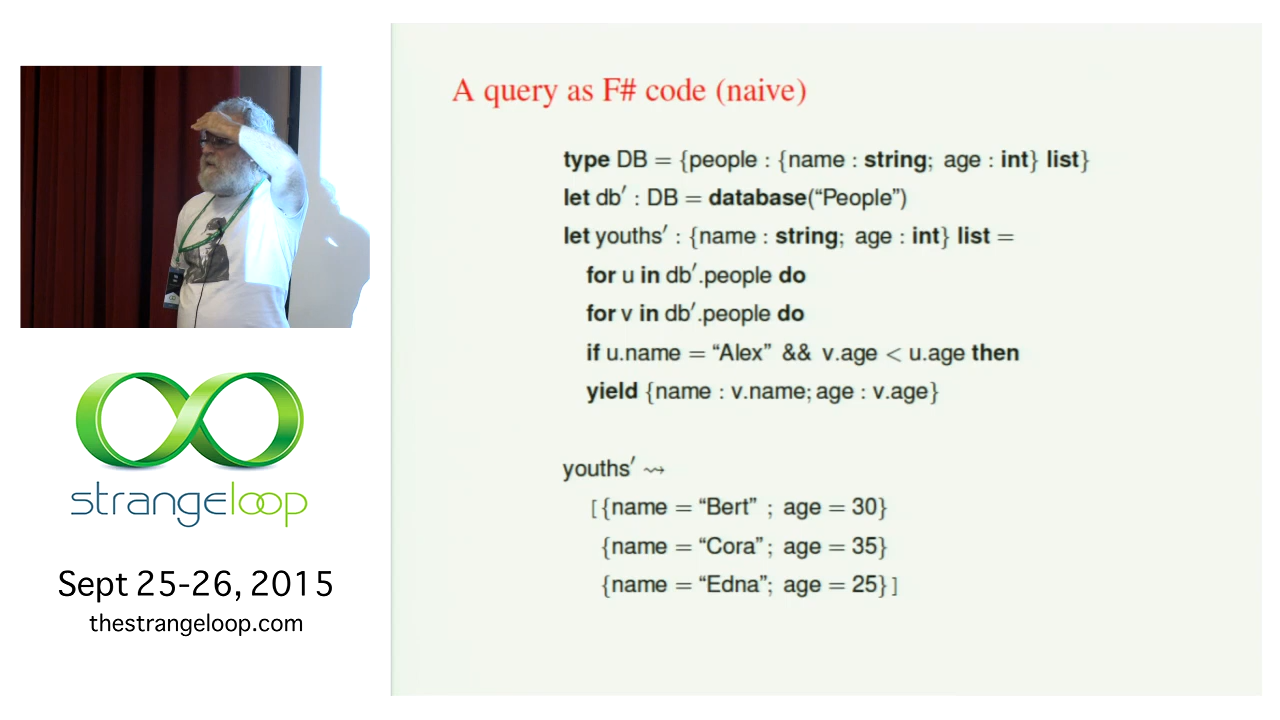 strangeloop
Sept 25-26, 2015
thestrangeloop.com
A query as F# code (naive)
type DB = {people : {name : string; age : int} list}
let db′ : DB = database(“People”)
let youths′ : {name : string; age : int} list =
for u in db′.people do
for v in db′.people do
if u.name = “Alex” && v.age < u.age then
yield {name : v.name; age : v.age}
youths′ ⇝
[ {name = “Bert” ; age = 30}
{name = “Cora” ; age = 35}
{name = “Edna”; age = 25} ]